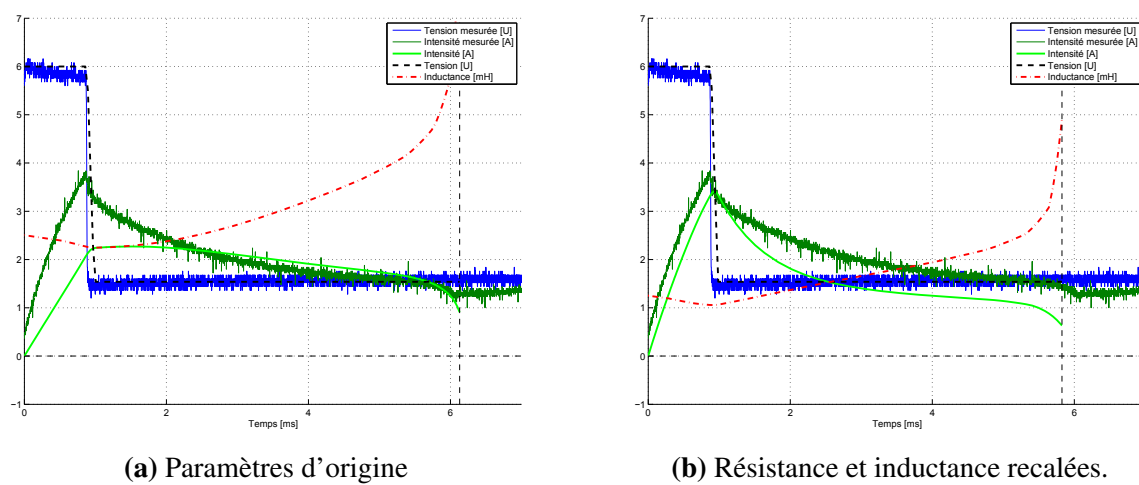 7
6
5
4
3
2
1
0
−1
0
2
4
6
Temps [ms]
Tension mesurée [U]
Intensité mesurée [A]
Intensité [A]
Tension [U]
Inductance [mH]
(a) Paramètres d'origine
7
6
5
4
3
2
1
0
−1
0
2
4
6
Temps [ms]
Tension mesurée [U]
Intensité mesurée [A]
Intensité [A]
Tension [U]
Inductance [mH]
(b) Résistance et inductance recalées.